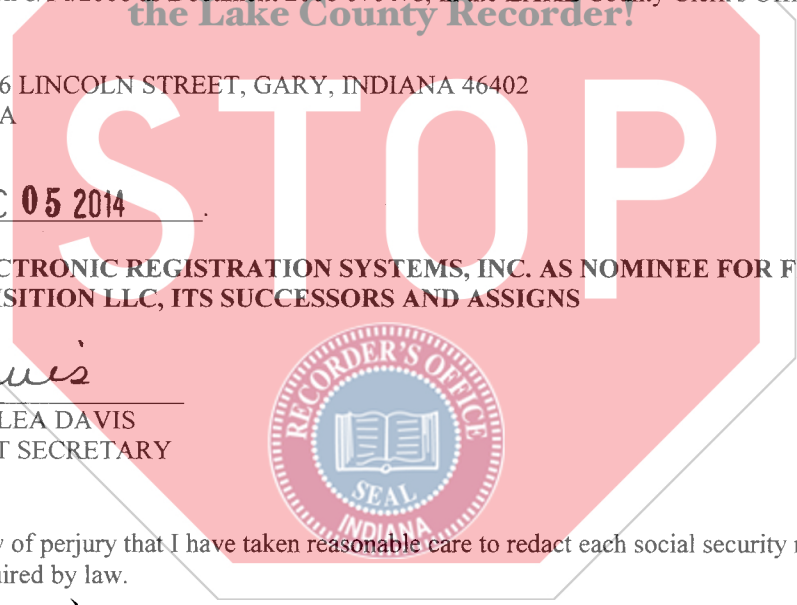 the Lake County Recorder!
6 LINCOLN STREET, GARY, INDIANA 46402
A
STOP
C 05 2014.
CTRONIC REGISTRATION SYSTEMS, INC. AS NOMINEE FOR F
ISITION LLC, ITS SUCCESSORS AND ASSIGNS
RECORDER'S OFFICE
LEA DAVIS
T SECRETARY
SEAL
INDIANA
y of perjury that I have taken reasonable care to redact each social security
uired by law.